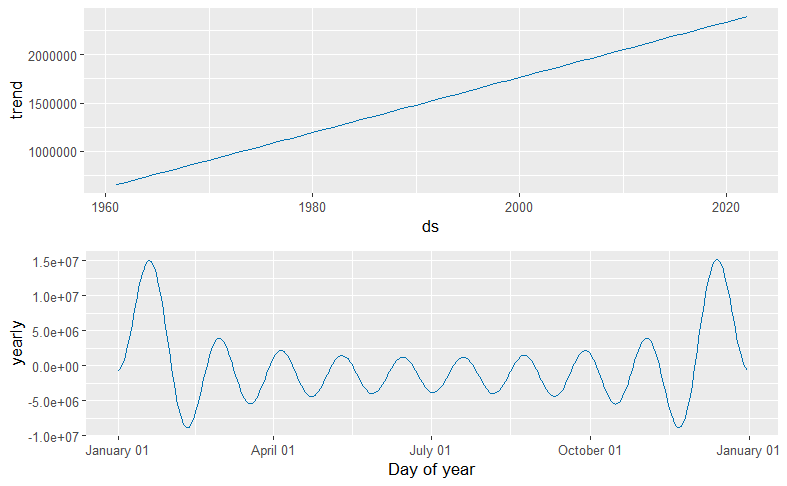 trend
2000000
1500000
1000000
1960 1980 2000 2020
ds
yearly
1.5e+07
1.0e+07
5.0e+06
0.0e+00
-5.0e+06
-1.0e+07
January 01 April 01 July 01 October 01 January 01
Day of year